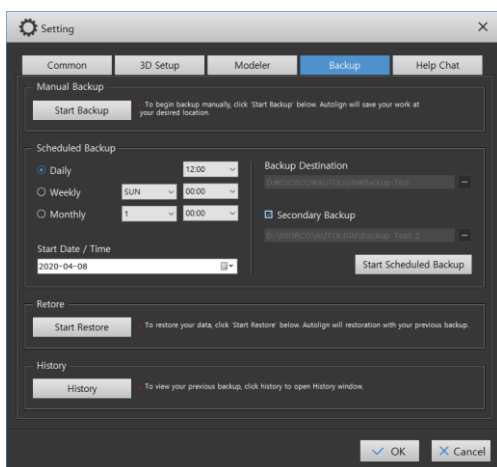 Setting
Common 3D Setup Modeler Backup Help Chat
Manual Backup
Start Backup
- To begin backup manually, click 'Start Backup' below. Autolign will save your work at
your desired location.
Scheduled Backup
Daily 12:00
Weekly SUN 00:00
Monthly 1 00:00
Start Date / Time
2020-04-08
Backup Destination
Secondary Backup
D:\DIORCO\AUTOLIGN\Backup Test 2
Start Scheduled Backup
Retore
Start Restore
- To restore your data, click 'Start Restore' below. Autolign will restoration with your previous backup.
History
History
- To view your previous backup, click history to open History window.
OK Cancel